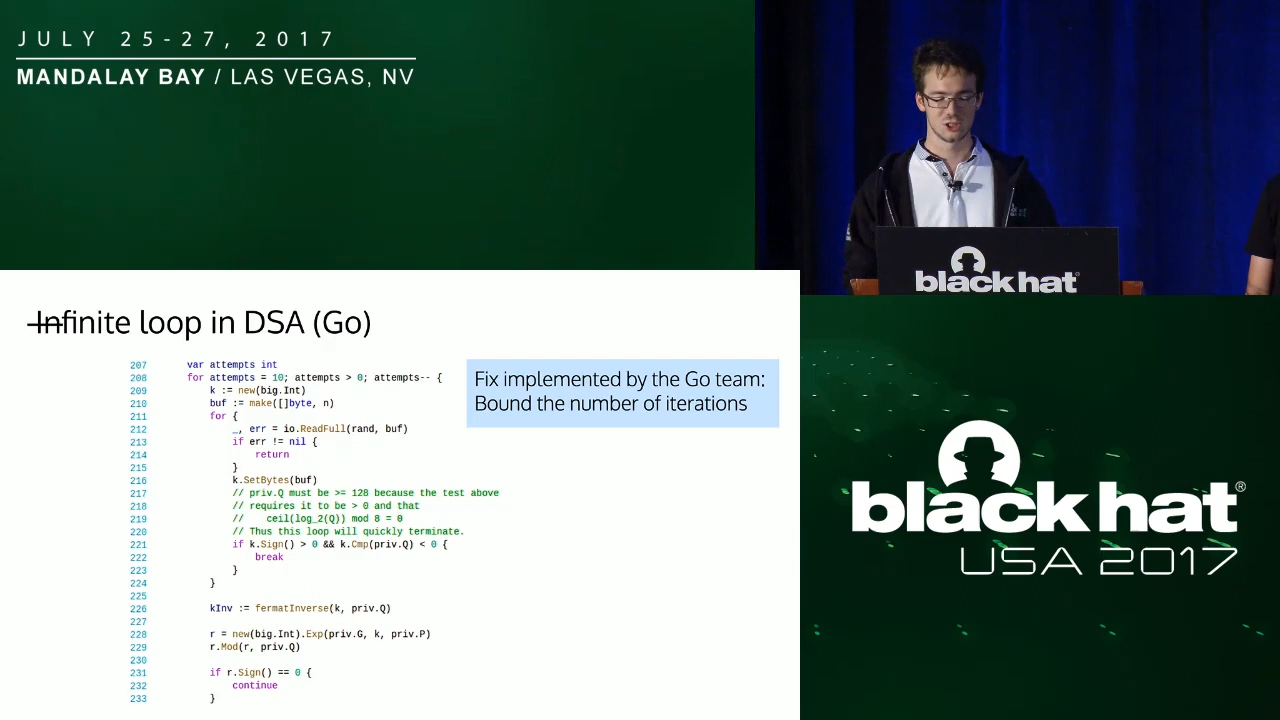 JULY 25-27, 2017
MANDALAY BAY / LAS VEGAS, NV
black hat®
Infinite loop in DSA (Go)
207 var attempts int
208 for attempts = 10; attempts > 0; attempts-- {
209 k := new(big.Int)
210 buf := make([]byte, n)
211 for {
212 _, err = io.ReadFull(rand, buf)
213 if err != nil {
214 return
215 }
216 k.SetBytes(buf)
217 // priv.Q must be >= 128 because the test above
218 // requires it to be > 0 and that
219 //    ceil(log_2(Q)) mod 8 = 0
220 // Thus this loop will quickly terminate.
221 if k.Sign() > 0 && k.Cmp(priv.Q) < 0 {
222 break
223 }
224 }
225
226 kInv := fermatInverse(k, priv.Q)
227
228 r = new(big.Int).Exp(priv.G, k, priv.P)
229 r.Mod(r, priv.Q)
230
231 if r.Sign() == 0 {
232 continue
233 }
Fix implemented by the Go team:
Bound the number of iterations
black hat®
USA 2017